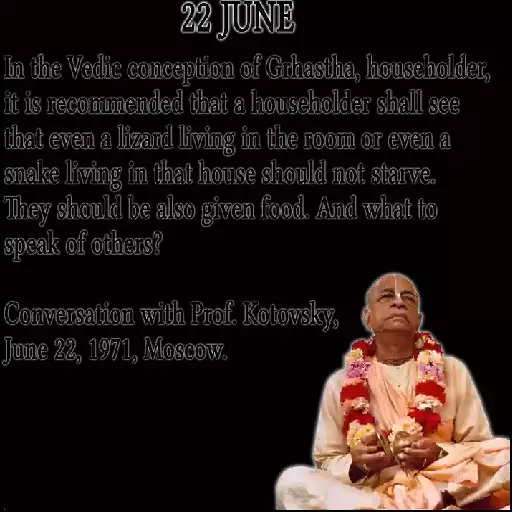 22 JUNE
In the Vedic conception of Grhastha, householder,
it is recommended that a householder shall see
that even a lizard living in the room or even a
snake living in that house should not starve.
They should be also given food. And what to
speak of others?
Conversation with Prof. Kotovsky,
June 22, 1971, Moscow.